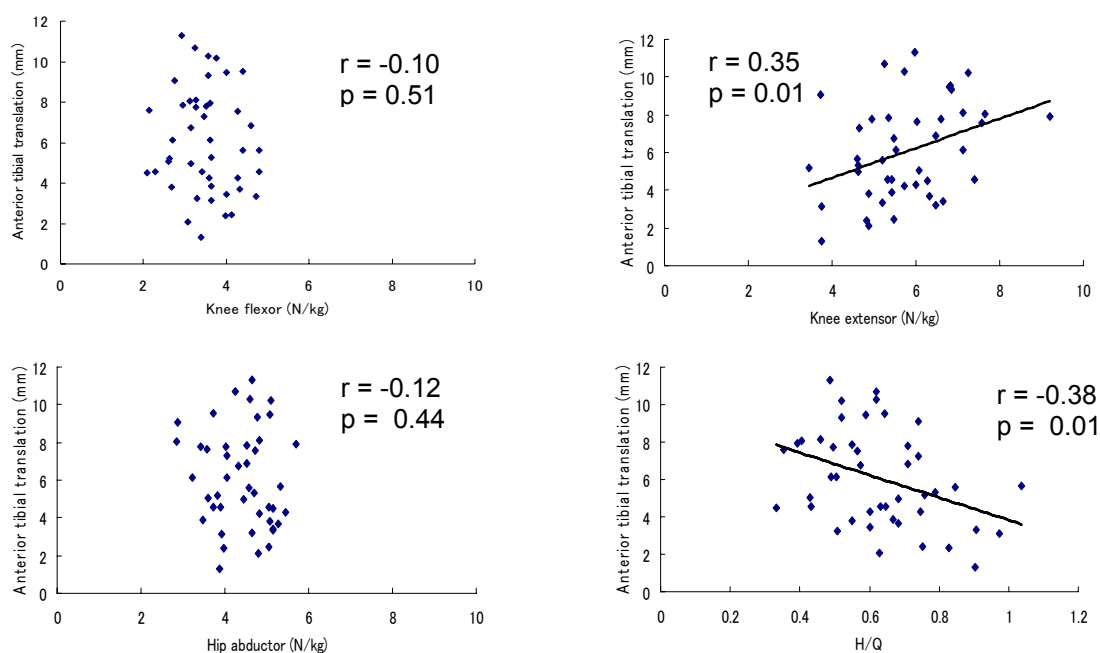 Anterior tibial translation (mm)
12
10
8
6
4
2
0
0 2 4 6 8 10
Knee flexor (N/kg)
r = -0.10
p = 0.51
Anterior tibial translation (mm)
12
10
8
6
4
2
0
0 2 4 6 8 10
Knee extensor (N/kg)
r = 0.35
p = 0.01
Anterior tibial translation (mm)
12
10
8
6
4
2
0
0 2 4 6 8 10
Hip abductor (N/kg)
r = -0.12
p = 0.44
Anterior tibial translation (mm)
12
10
8
6
4
2
0
0 0.2 0.4 0.6 0.8 1 1.2
H/Q
r = -0.38
p = 0.01